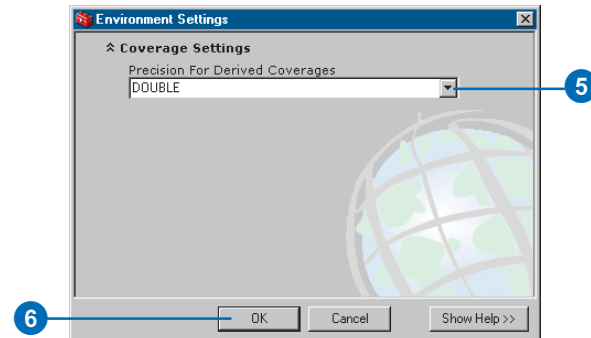 Environment Settings
Coverage Settings
Precision For Derived Coverages
DOUBLE
5
6
OK
Cancel
Show Help >>